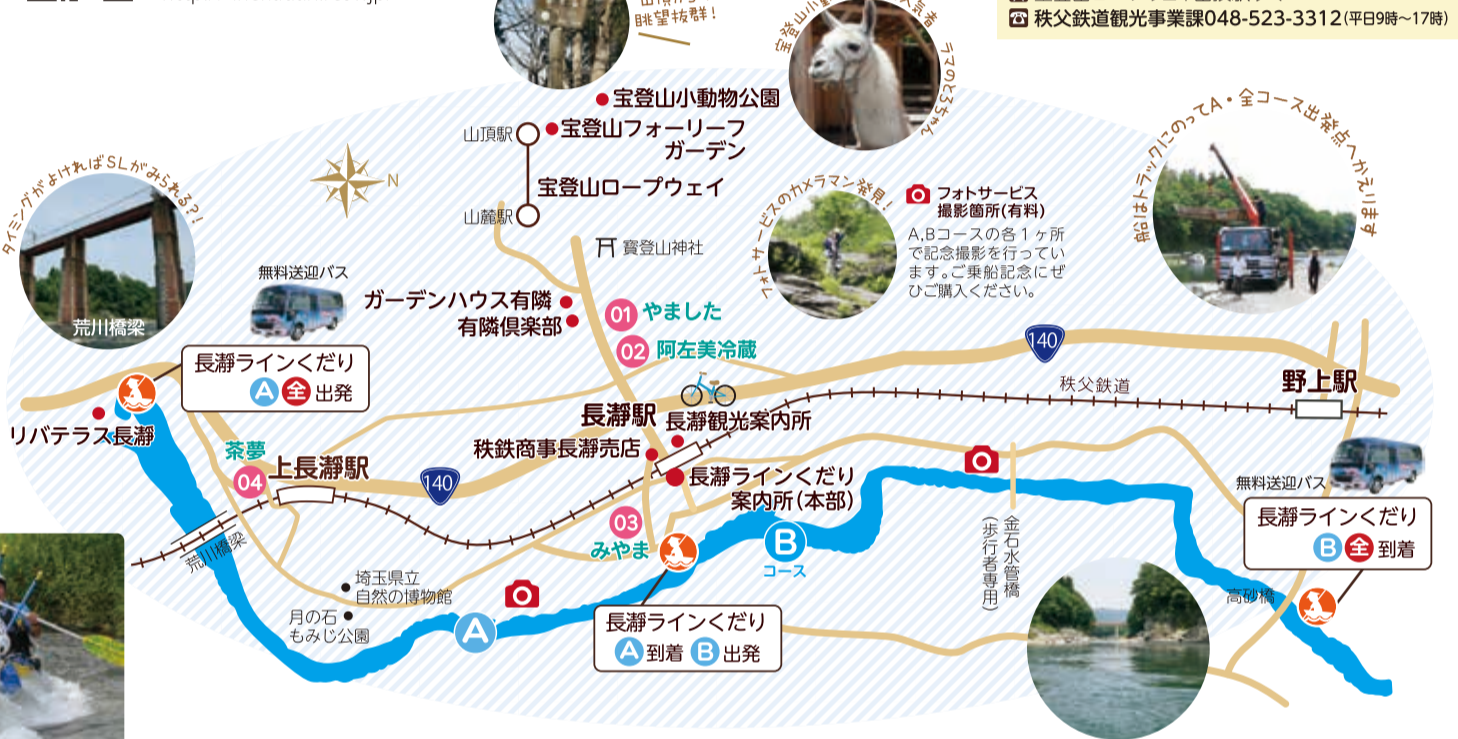 眺望抜群!
☎ 秩父鉄道観光事業課048-523-3312(平日9時〜17時)
宝登山小動物公園
山頂駅
宝登山フォーリーフ
ガーデン
宝登山ロープウェイ
山麓駅
寳登山神社
N
タイミングがよければSLがみられる?!
荒川橋梁
無料送迎バス
長瀞ラインくだり
A 全 出発
リバテラス長瀞
ラマのとろちゃん
フォトサービスのカメラマン発見!
フォトサービス
撮影箇所(有料)
A,Bコースの各1ヶ所
で記念撮影を行ってい
ます。ご乗船記念にぜ
ひご購入ください。
船はトラックにのってA・全コース出発点へかえります
ガーデンハウス有隣
有隣倶楽部
01 やました
02 阿左美冷蔵
140
秩父鉄道
野上駅
長瀞駅
長瀞観光案内所
秩鉄商事長瀞売店
長瀞ラインくだり
案内所(本部)
茶夢
04
上長瀞駅
140
03
みやま
B
コース
金石水管橋
(歩行者専用)
無料送迎バス
長瀞ラインくだり
B 全 到着
高砂橋
荒川橋梁
埼玉県立
自然の博物館
月の石
もみじ公園
A
長瀞ラインくだり
A 到着 B 出発